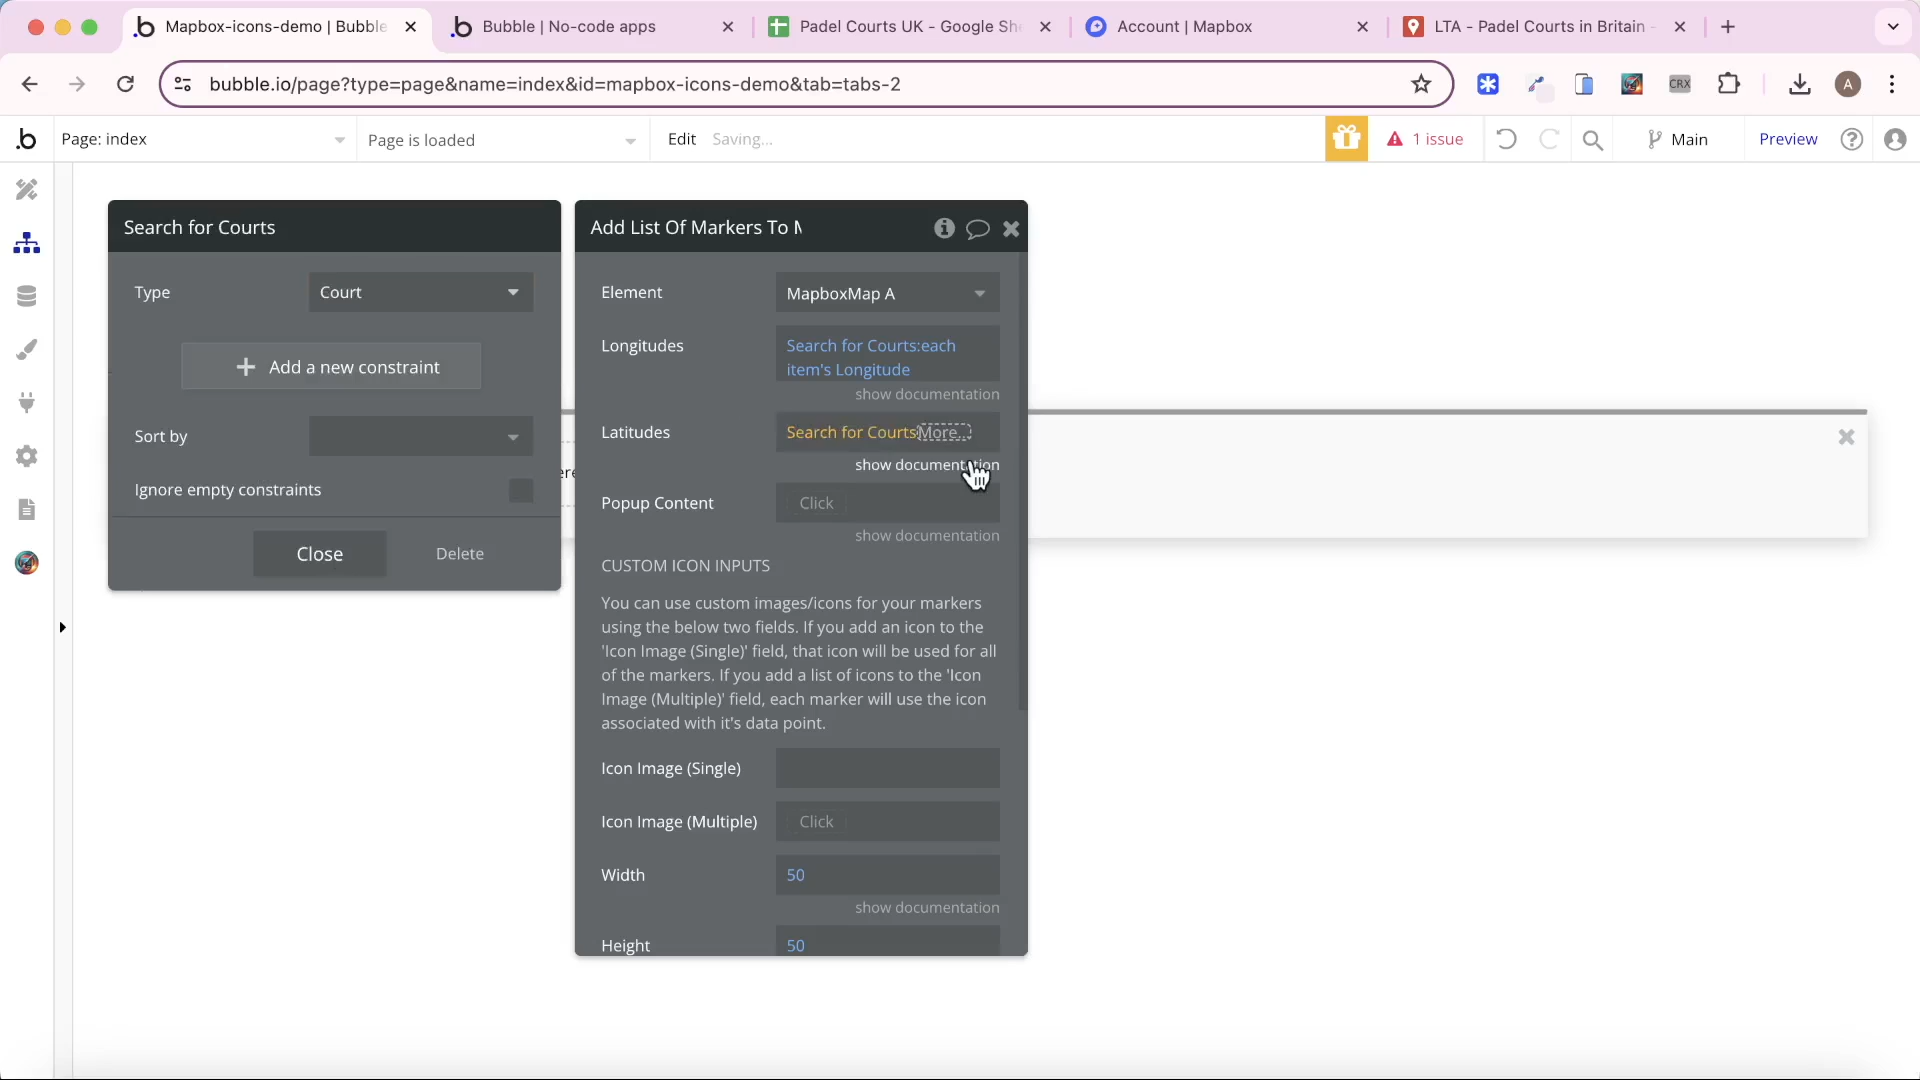 Mapbox-icons-demo | Bubble
Bubble | No-code apps
Padel Courts UK - Google She
Account | Mapbox
LTA - Padel Courts in Britain -
bubble.io/page?type=page&name=index&id=mapbox-icons-demo&tab=tabs-2
CRX
A
Page: index
Page is loaded
Edit
Saving...
1 issue
Main
Preview
Search for Courts
Type
Court
Add a new constraint
Sort by
Ignore empty constraints
Close
Delete
Add List Of Markers To M
Element
MapboxMap A
Longitudes
Search for Courts:each
item's Longitude
show documentation
Latitudes
Search for Courts:More...
show documentation
Popup Content
Click
show documentation
CUSTOM ICON INPUTS
You can use custom images/icons for your markers
using the below two fields. If you add an icon to the
'Icon Image (Single)' field, that icon will be used for all
of the markers. If you add a list of icons to the 'Icon
Image (Multiple)' field, each marker will use the icon
associated with it's data point.
Icon Image (Single)
Icon Image (Multiple)
Click
Width
50
show documentation
Height
50